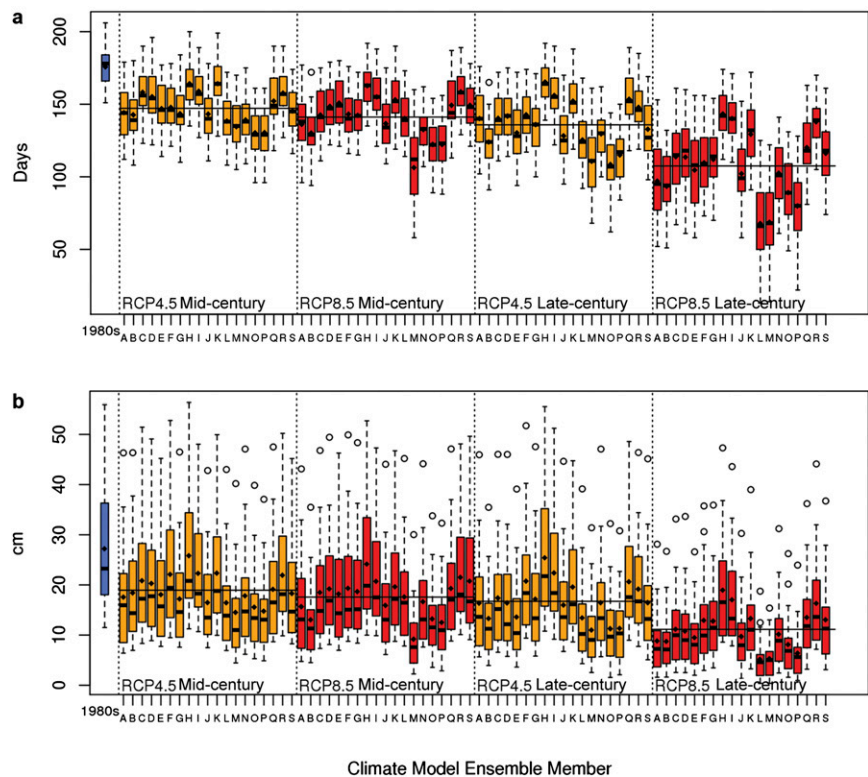 a
200
150
100
50
Days
RCP4.5 Mid-century
RCP8.5 Mid-century
RCP4.5 Late-century
RCP8.5 Late-century
1980s
A B C D E F G H I J K L M N O P Q R S A B C D E F G H I J K L M N O P Q R S A B C D E F G H I J K L M N O P Q R S A B C D E F G H I J K L M N O P Q R S
b
50
40
30
20
10
0
cm
RCP4.5 Mid-century
RCP8.5 Mid-century
RCP4.5 Late-century
RCP8.5 Late-century
1980s
A B C D E F G H I J K L M N O P Q R S A B C D E F G H I J K L M N O P Q R S A B C D E F G H I J K L M N O P Q R S A B C D E F G H I J K L M N O P Q R S
Climate Model Ensemble Member